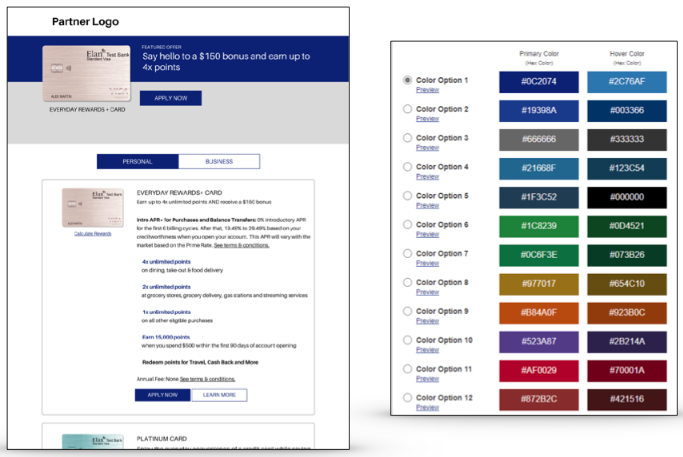 Partner Logo
Elan Test Bank
Standard Visa
ALEX MARTIN
EVERYDAY REWARDS + CARD
FEATURED OFFER
Say hello to a $150 bonus and earn up to
4x points
APPLY NOW
PERSONAL
BUSINESS
Elan Test Bank
Calculate Rewards
EVERYDAY REWARDS+ CARD
Earn up to 4x unlimited points AND receive a $150 bonus
Intro APR• for Purchases and Balance Transfers: 0% Introductory APR
for the first 6 billing cycles. After that, 19.49% to 28.49% based on your
creditworthiness when you open your account. This APR will vary with the
market based on the Prime Rate. See terms & conditions.
4x unlimited points
on dining, take-out & food delivery
2x unlimited points
at grocery stores, grocery delivery, gas stations and streaming services
1x unlimited points
on all other eligible purchases
Earn 15,000 points
when you spend $500 within the first 90 days of account opening
Redeem points for Travel, Cash Back and More
Annual Fee: None See terms & conditions.
APPLY NOW
LEARN MORE
Elan Test Bank
PLATINUM CARD
Primary Color
(Hex Color)
Hover Color
(Hex Color)
Color Option 1
Preview
#0C2074
#2C76AF
Color Option 2
Preview
#19398A
#003366
Color Option 3
Preview
#666666
#333333
Color Option 4
Preview
#21668F
#123C54
Color Option 5
Preview
#1F3C52
#000000
Color Option 6
Preview
#1C8239
#0D4521
Color Option 7
Preview
#0C6F3E
#073B26
Color Option 8
Preview
#977017
#654C10
Color Option 9
Preview
#B84A0F
#923B0C
Color Option 10
Preview
#523A87
#2B214A
Color Option 11
Preview
#AF0029
#70001A
Color Option 12
Preview
#872B2C
#421516